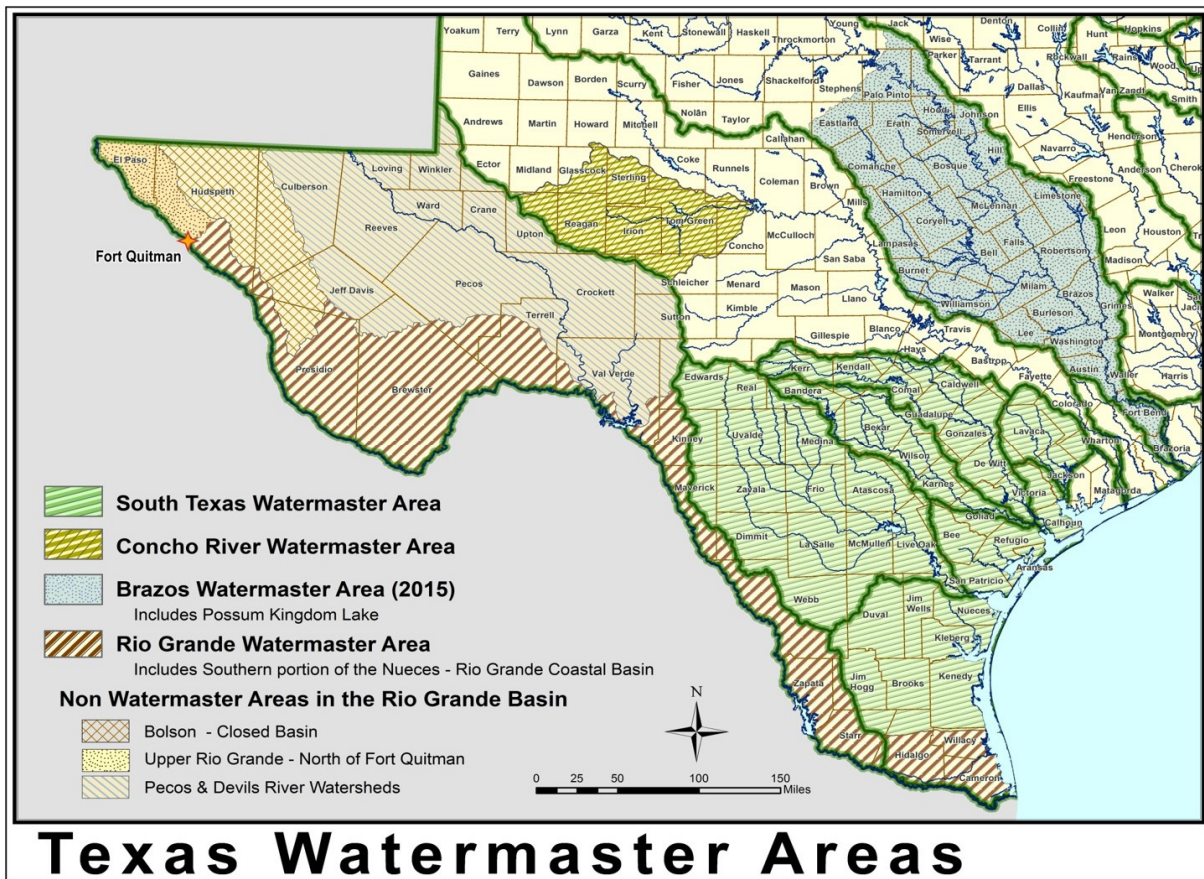 Young
Jack
Denton
Collin
Hunt
Hopkins
Yoakum
Terry
Lynn
Garza
Kent
Stonewall
Haskell
Throckmorton
Wise
Parker
Tarrant
Rockwall
Rains
Wood
Gaines
Dawson
Borden
Scurry
Fisher
Jones
Shackelford
Stephens
Palo Pinto
Dallas
Kaufman
Van Zandt
Smith
Andrews
Martin
Howard
Mitchell
Nolan
Taylor
Callahan
Eastland
Erath
Hood
Somervell
Johnson
Ellis
Henderson
El Paso
Hudspeth
Culberson
Loving
Winkler
Ector
Midland
Glasscock
Sterling
Coke
Runnels
Coleman
Brown
Comanche
Bosque
Hill
Navarro
Freestone
Anderson
Cherok
Ward
Crane
Reeves
Upton
Reagan
Irion
Tom Green
Concho
McCulloch
Mills
Hamilton
Coryell
McLennan
Limestone
Falls
Leon
Houston
Madison
Fort Quitman
Jeff Davis
Pecos
Crockett
Schleicher
Menard
San Saba
Lampasas
Burnet
Bell
Robertson
Milam
Brazos
Grimes
Walker
Terrell
Sutton
Kimble
Mason
Llano
Williamson
Burleson
Lee
Washington
Montgomery
Gillespie
Blanco
Travis
Hays
Bastrop
Fayette
Austin
Waller
Harris
Presidio
Brewster
Val Verde
Edwards
Real
Kerr
Kendall
Bandera
Comal
Caldwell
Guadalupe
Gonzales
Colorado
Lavaca
Wharton
Fort Bend
Brazoria
Kinney
Uvalde
Medina
Bexar
Wilson
De Witt
Jackson
Matagorda
Maverick
Zavala
Frio
Atascosa
Karnes
Victoria
Goliad
Calhoun
Dimmit
La Salle
McMullen
Live Oak
Bee
Refugio
Aransas
San Patricio
Webb
Duval
Jim
Wells
Nueces
Kleberg
Zapata
Jim
Hogg
Brooks
Kenedy
Starr
Hidalgo
Willacy
Cameron
South Texas Watermaster Area
Concho River Watermaster Area
Brazos Watermaster Area (2015)
Includes Possum Kingdom Lake
Rio Grande Watermaster Area
Includes Southern portion of the Nueces - Rio Grande Coastal Basin
Non Watermaster Areas in the Rio Grande Basin
Bolson - Closed Basin
Upper Rio Grande - North of Fort Quitman
Pecos & Devils River Watersheds
N
0 25 50 100 150
Miles
Texas Watermaster Areas